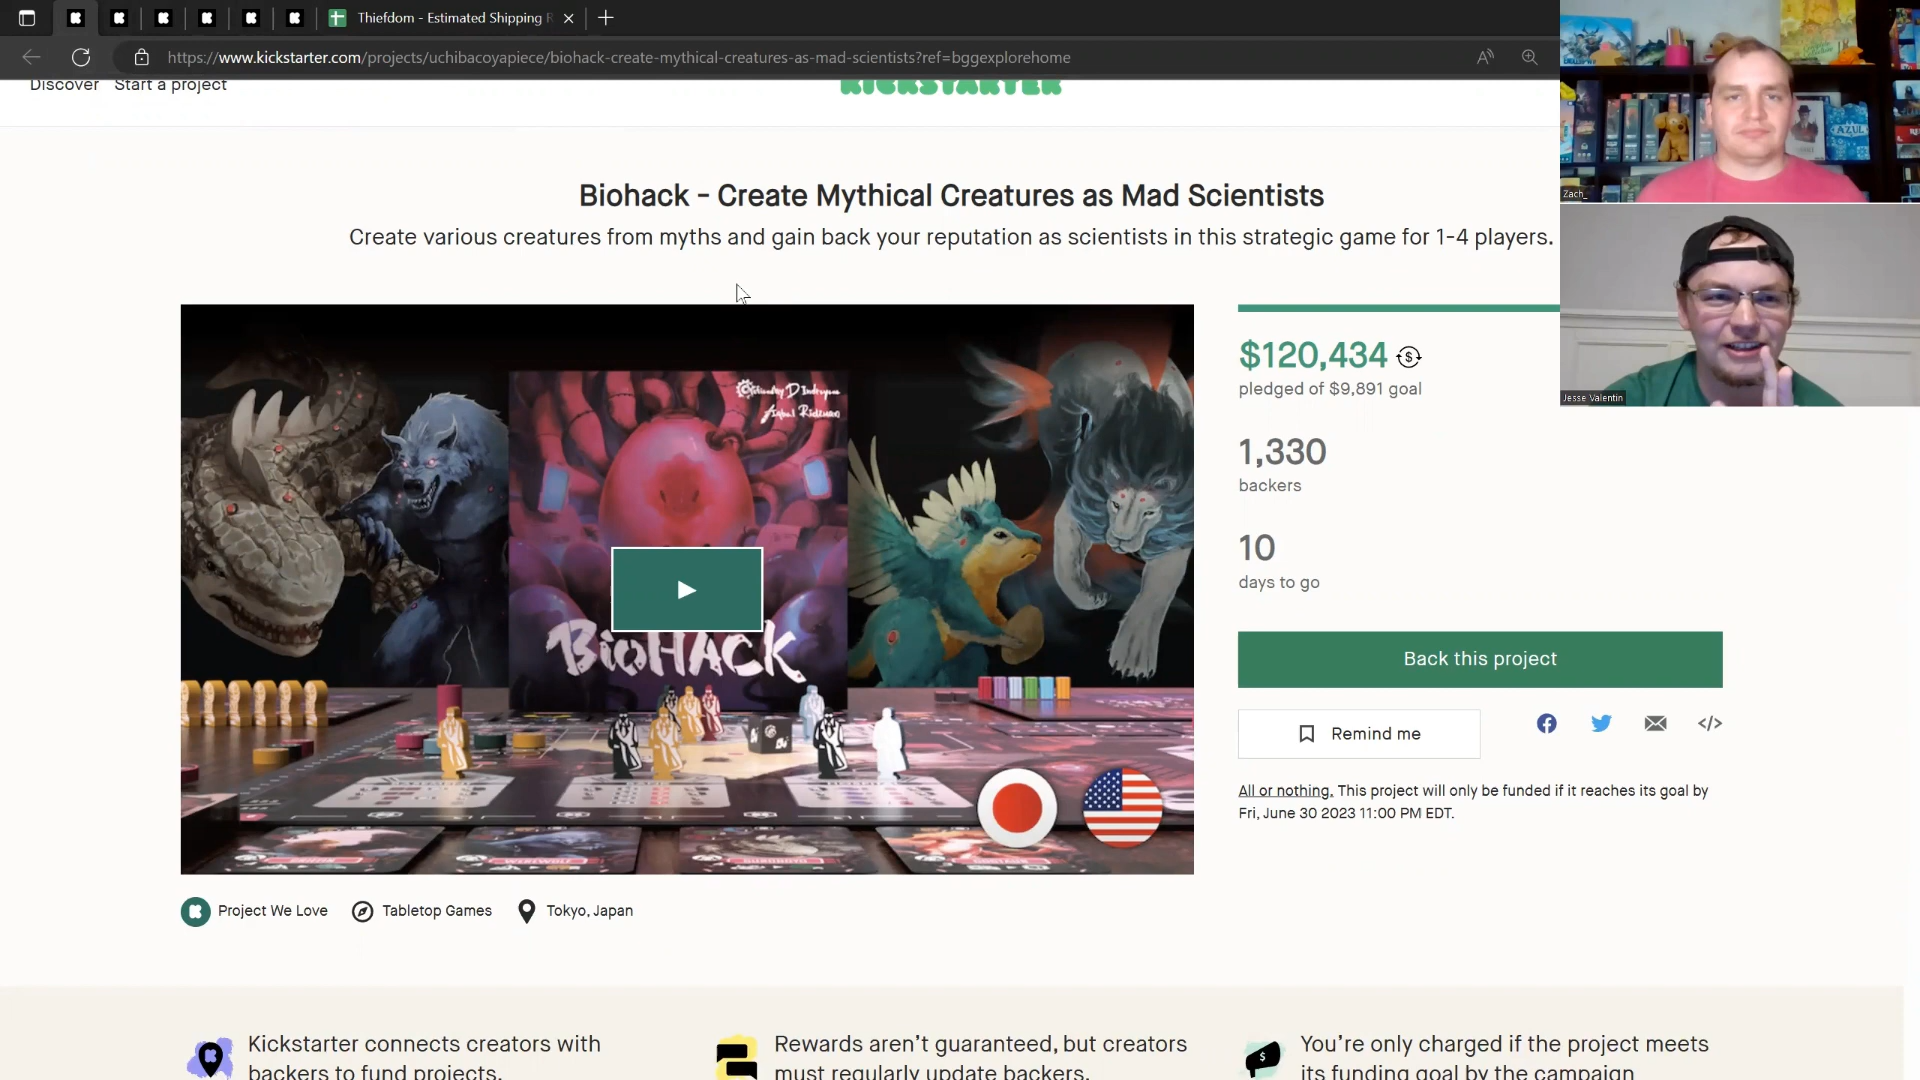 Thiefdom - Estimated Shipping R
https://www.kickstarter.com/projects/uchibacoyapiece/biohack-create-mythical-creatures-as-mad-scientists?ref=bggexplorehome
Discover Start a project
KICKSTARTER
Biohack - Create Mythical Creatures as Mad Scientists
Create various creatures from myths and gain back your reputation as scientists in this strategic game for 1-4 players.
Zach_
AZUL
Jesse Valentin
BioHACK
WEREWOLF
$120,434
pledged of $9,891 goal
1,330
backers
10
days to go
Back this project
Remind me
All or nothing. This project will only be funded if it reaches its goal by
Fri, June 30 2023 11:00 PM EDT.
Project We Love
Tabletop Games
Tokyo, Japan
Kickstarter connects creators with
backers to fund projects.
Rewards aren't guaranteed, but creators
must regularly update backers.
You're only charged if the project meets
its funding goal by the campaign